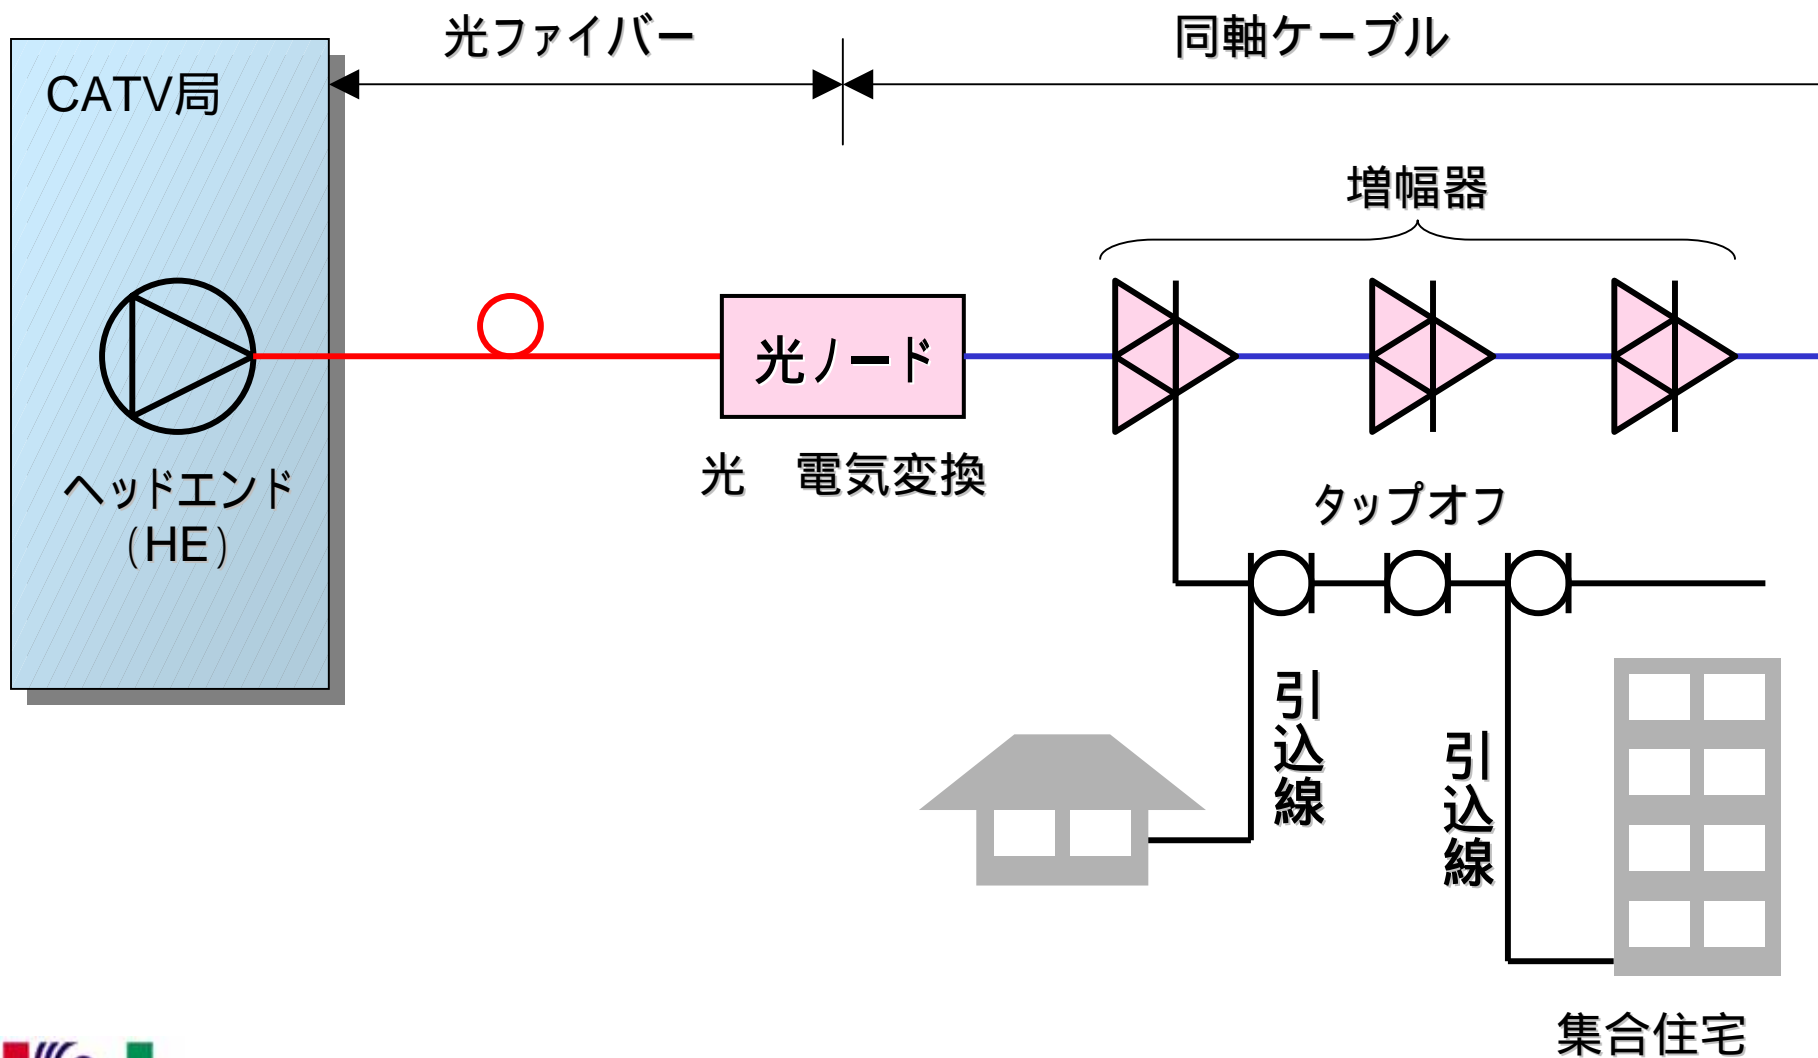 光ファイバー
同軸ケーブル
CATV局
増幅器
光ノード
ヘッドエンド
(HE)
光　電気変換
タップオフ
引込線
引込線
集合住宅